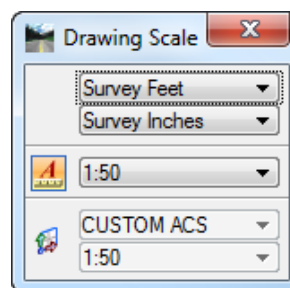 Drawing Scale
Survey Feet
Survey Inches
A
1:50
CUSTOM ACS
1:50